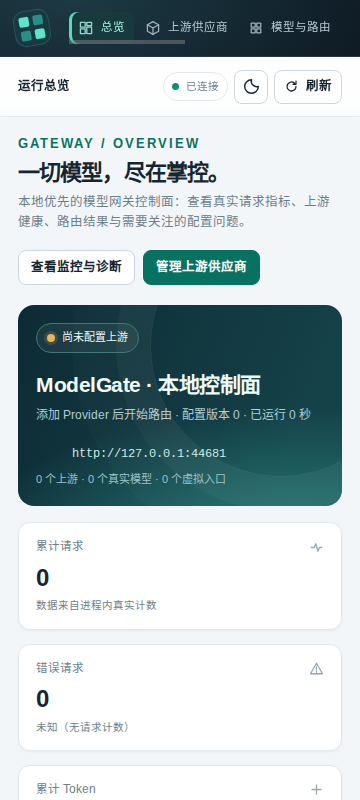 总览
上游供应商
模型与路由
运行总览
已连接
刷新
GATEWAY / OVERVIEW
一切模型，尽在掌控。
本地优先的模型网关控制面：查看真实请求指标、上游
健康、路由结果与需要关注的配置问题。
查看监控与诊断
管理上游供应商
尚未配置上游
ModelGate · 本地控制面
添加 Provider 后开始路由 · 配置版本 0 · 已运行 0 秒
http://127.0.0.1:44681
0 个上游 · 0 个真实模型 · 0 个虚拟入口
累计请求
0
数据来自进程内真实计数
错误请求
0
未知（无请求计数）
累计 Token